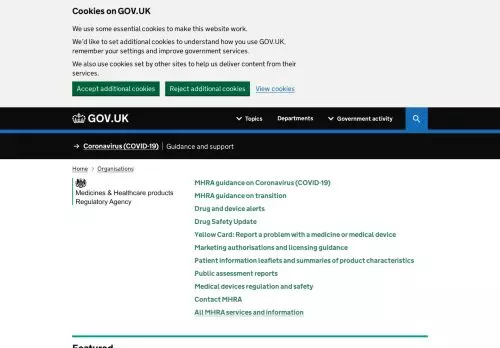 Cookies on GOV.UK
We use some essential cookies to make this website work.
We'd like to set additional cookies to understand how you use GOV.UK,
remember your settings and improve government services.
We also use cookies set by other sites to help us deliver content from their
services.
Accept additional cookies Reject additional cookies View cookies
GOV.UK Topics Departments Government activity
→ Coronavirus (COVID-19) | Guidance and support
Home > Organisations
Medicines & Healthcare products
Regulatory Agency
MHRA guidance on Coronavirus (COVID-19)
MHRA guidance on transition
Drug and device alerts
Drug Safety Update
Yellow Card: Report a problem with a medicine or medical device
Marketing authorisations and licensing guidance
Patient information leaflets and summaries of product characteristics
Public assessment reports
Medical devices regulation and safety
Contact MHRA
All MHRA services and information
Featured